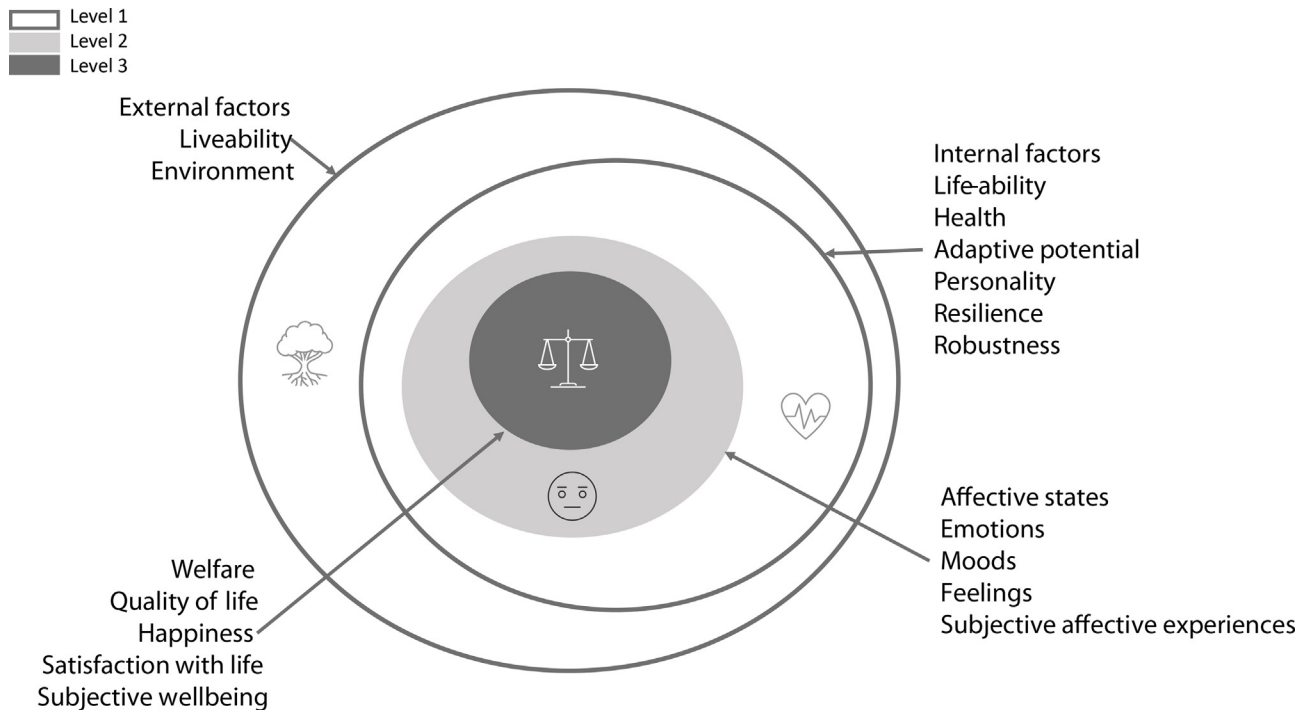 Level 1
Level 2
Level 3
External factors
Liveability
Environment
Internal factors
Life-ability
Health
Adaptive potential
Personality
Resilience
Robustness
Affective states
Emotions
Moods
Feelings
Subjective affective experiences
Welfare
Quality of life
Happiness
Satisfaction with life
Subjective wellbeing